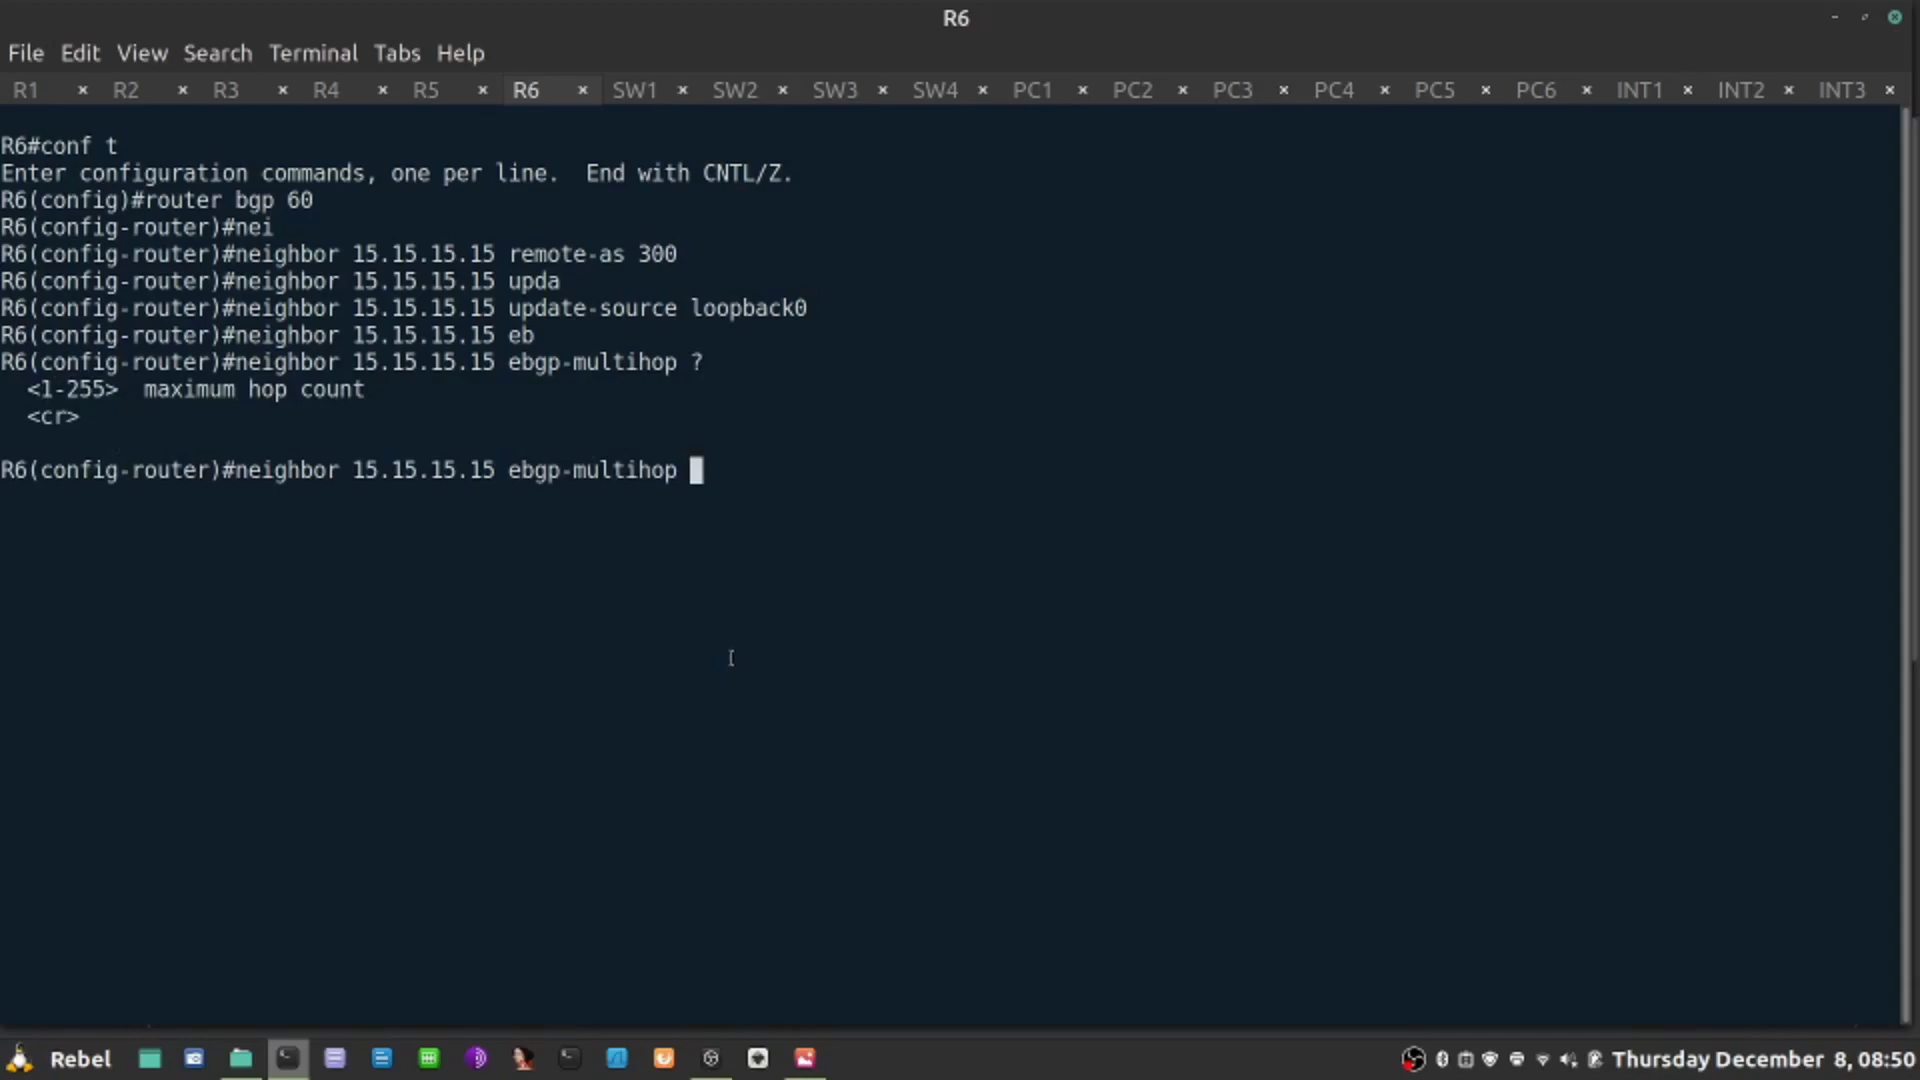 R6
File Edit View Search Terminal Tabs Help
R1 × R2 × R3 × R4 × R5 × R6 × SW1 × SW2 × SW3 × SW4 × PC1 × PC2 × PC3 × PC4 × PC5 × PC6 × INT1 × INT2 × INT3 ×
R6#conf t
Enter configuration commands, one per line.  End with CNTL/Z.
R6(config)#router bgp 60
R6(config-router)#nei
R6(config-router)#neighbor 15.15.15.15 remote-as 300
R6(config-router)#neighbor 15.15.15.15 upda
R6(config-router)#neighbor 15.15.15.15 update-source loopback0
R6(config-router)#neighbor 15.15.15.15 eb
R6(config-router)#neighbor 15.15.15.15 ebgp-multihop ?
<1-255>  maximum hop count
<cr>
R6(config-router)#neighbor 15.15.15.15 ebgp-multihop
Rebel Thursday December 8, 08:50